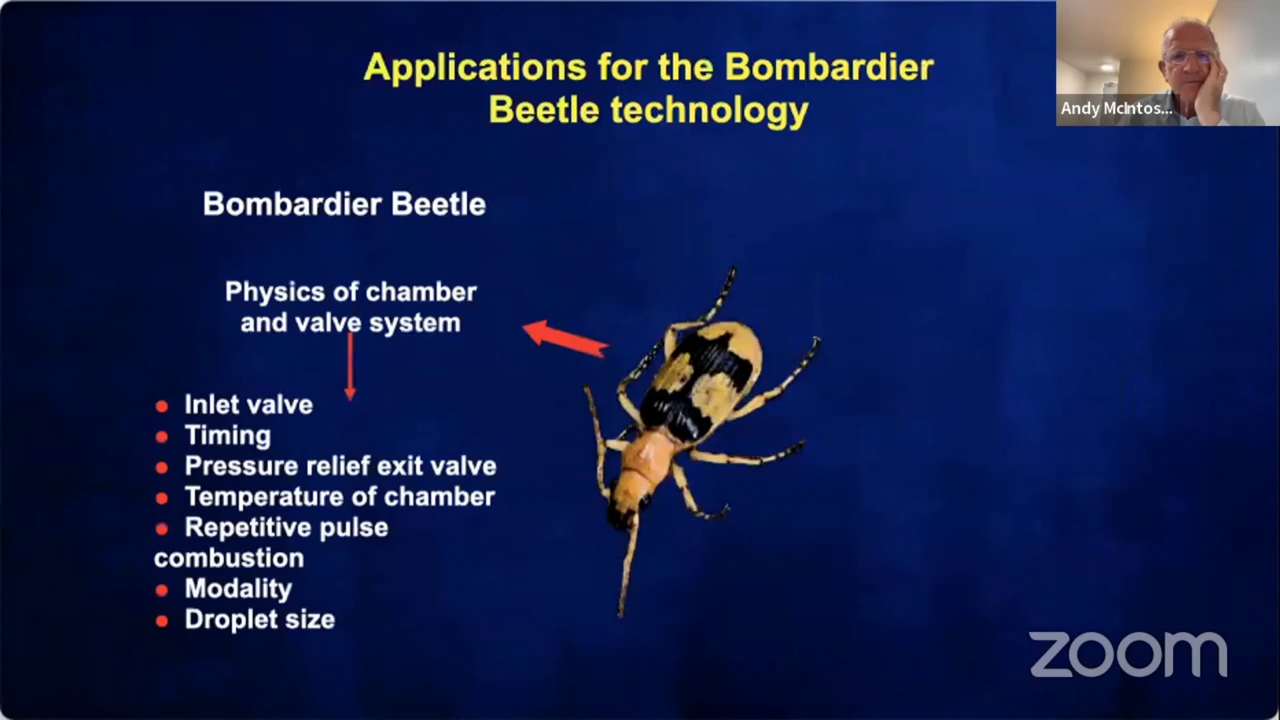 Applications for the Bombardier
Beetle technology
Andy McIntos...
Bombardier Beetle
Physics of chamber
and valve system
● Inlet valve
● Timing
● Pressure relief exit valve
● Temperature of chamber
● Repetitive pulse
combustion
● Modality
● Droplet size
zoom